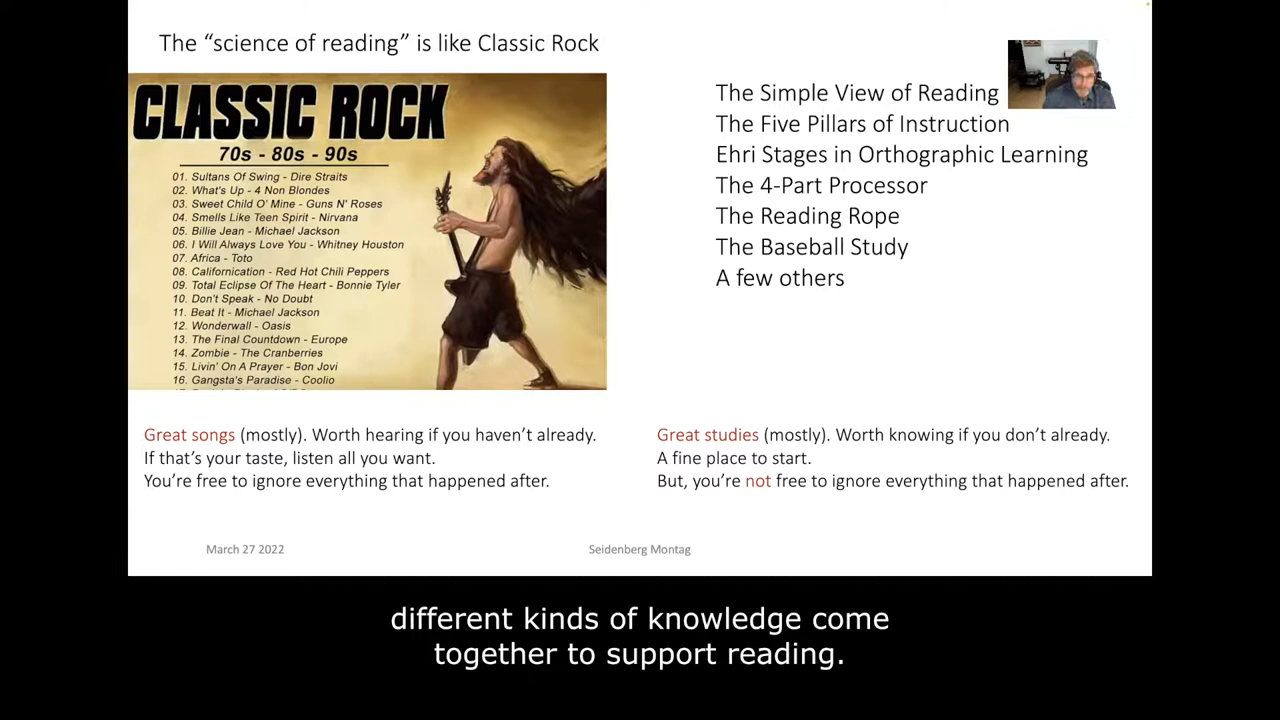 The “science of reading” is like Classic Rock
CLASSIC ROCK
70s - 80s - 90s
01. Sultans Of Swing - Dire Straits
02. What's Up - 4 Non Blondes
03. Sweet Child O' Mine - Guns N' Roses
04. Smells Like Teen Spirit - Nirvana
05. Billie Jean - Michael Jackson
06. I Will Always Love You - Whitney Houston
07. Africa - Toto
08. Californication - Red Hot Chili Peppers
09. Total Eclipse Of The Heart - Bonnie Tyler
10. Don't Speak - No Doubt
11. Beat It - Michael Jackson
12. Wonderwall - Oasis
13. The Final Countdown - Europe
14. Zombie - The Cranberries
15. Livin' On A Prayer - Bon Jovi
16. Gangsta's Paradise - Coolio
The Simple View of Reading
The Five Pillars of Instruction
Ehri Stages in Orthographic Learning
The 4-Part Processor
The Reading Rope
The Baseball Study
A few others
Great songs (mostly). Worth hearing if you haven’t already.
If that’s your taste, listen all you want.
You’re free to ignore everything that happened after.
Great studies (mostly). Worth knowing if you don’t already.
A fine place to start.
But, you’re not free to ignore everything that happened after.
March 27 2022
Seidenberg Montag
different kinds of knowledge come
together to support reading.